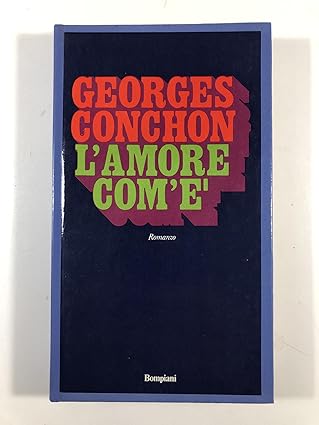 GEORGES
CONCHON
L'AMORE
COM'E'
Romanzo
Bompiani